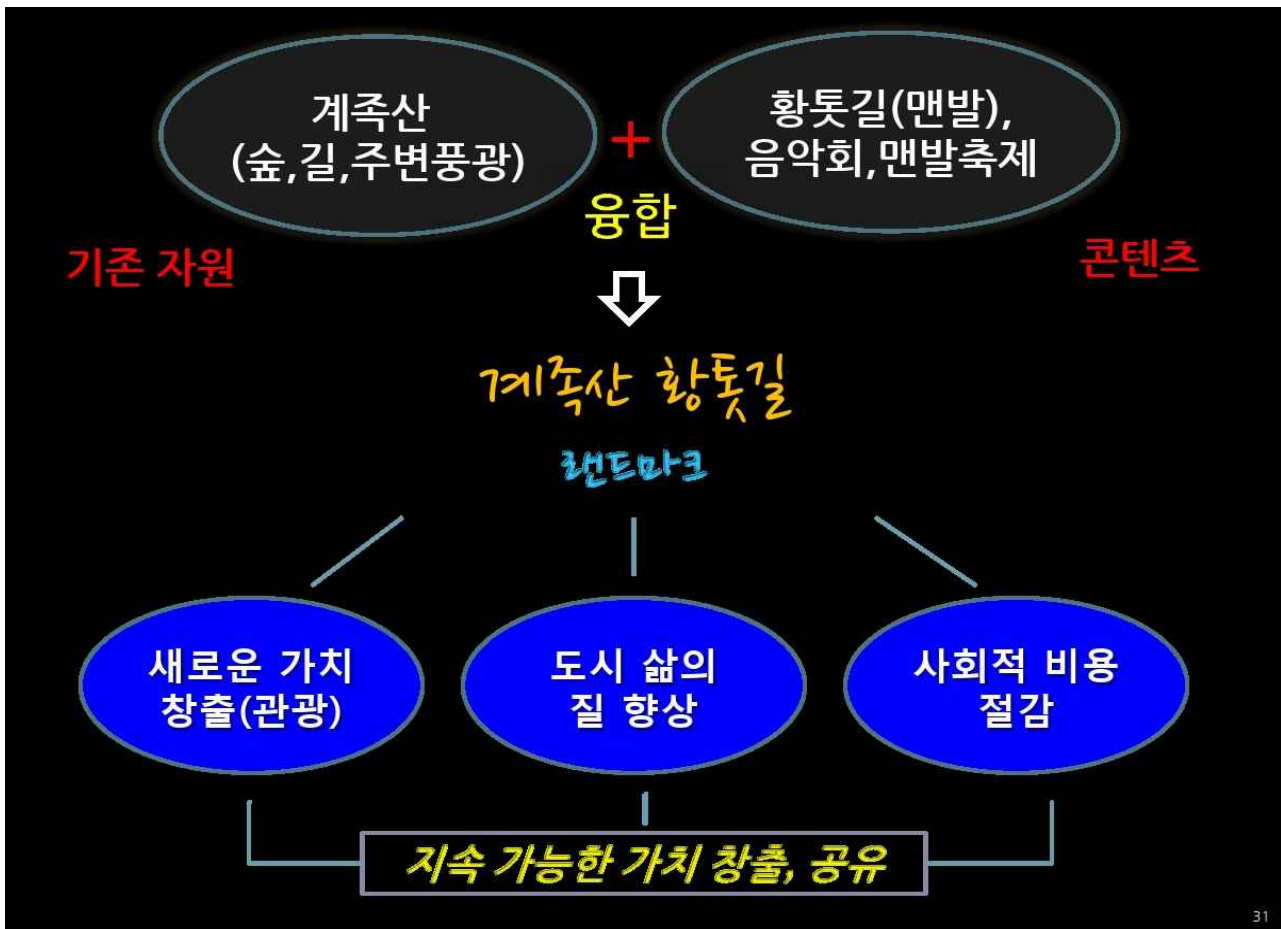 계족산
(숲,길,주변풍광)
+
황톳길(맨발),
음악회,맨발축제
융합
기존 자원
콘텐츠
계족산 황톳길
랜드마크
새로운 가치
창출(관광)
도시 삶의
질 향상
사회적 비용
절감
지속 가능한 가치 창출, 공유
31